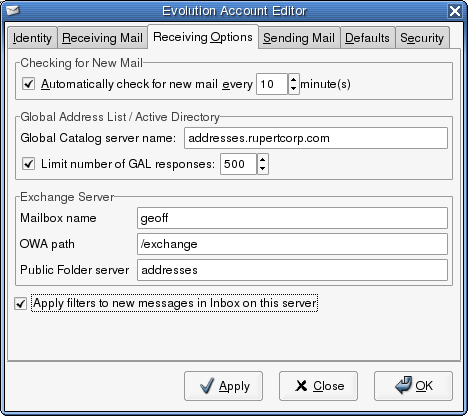 Evolution Account Editor
Identity Receiving Mail Receiving Options Sending Mail Defaults Security
Checking for New Mail
Automatically check for new mail every 10 minute(s)
Global Address List / Active Directory
Global Catalog server name: addresses.rupertcorp.com
Limit number of GAL responses: 500
Exchange Server
Mailbox name geoff
OWA path /exchange
Public Folder server addresses
Apply filters to new messages in Inbox on this server
Apply Close OK